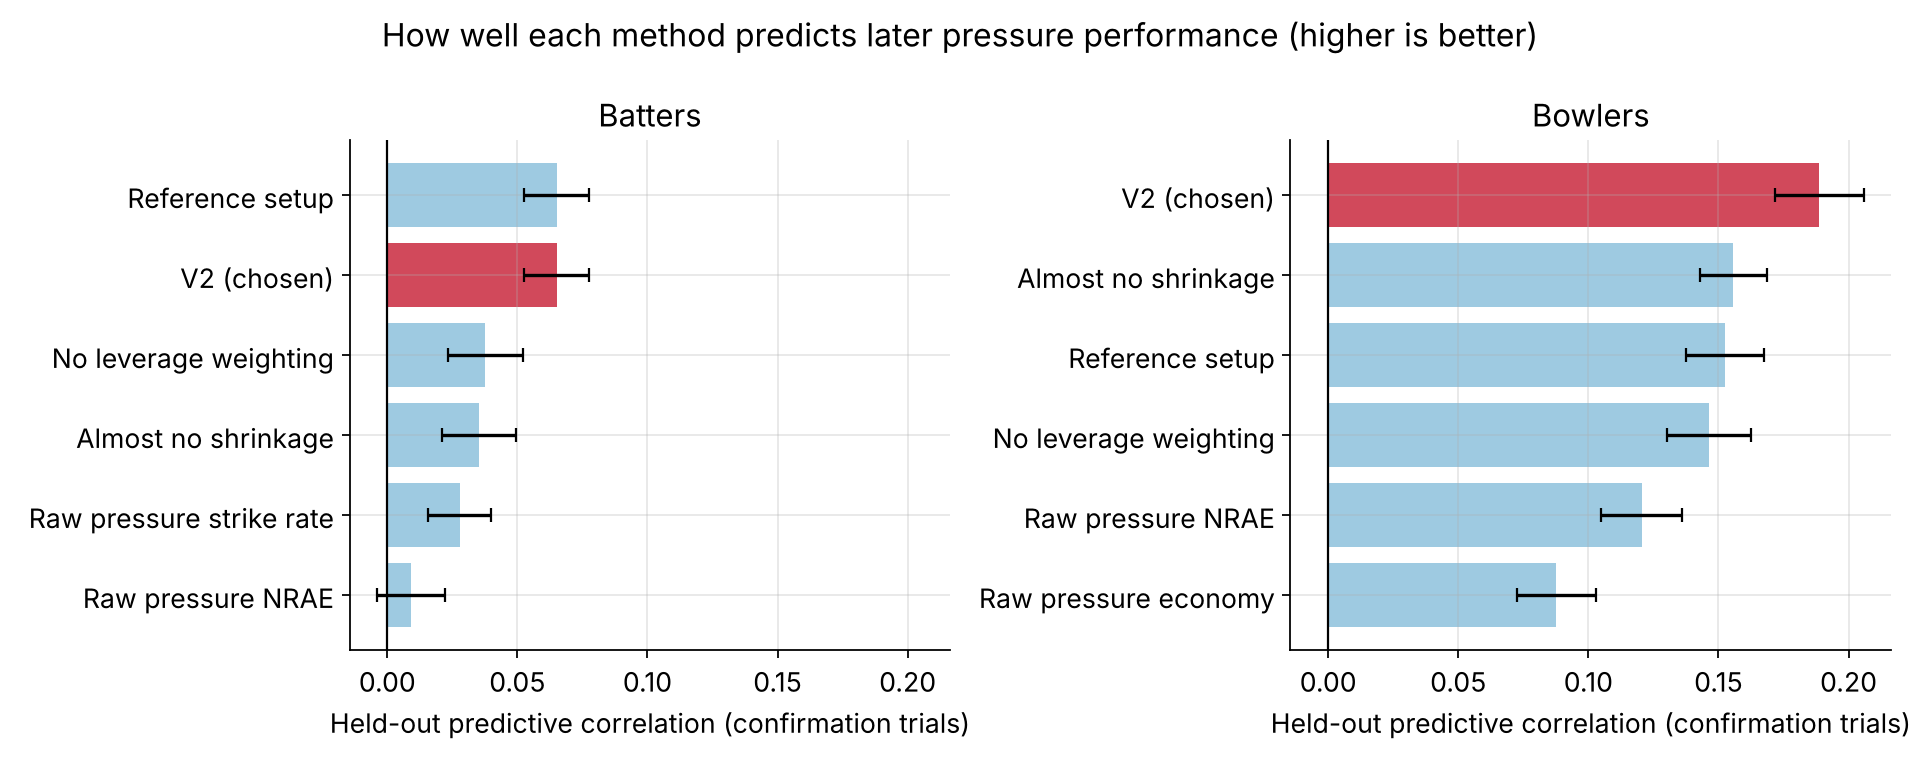 How well each method predicts later pressure performance (higher is better)
Batters
Reference setup
V2 (chosen)
No leverage weighting
Almost no shrinkage
Raw pressure strike rate
Raw pressure NRAE
0.00 0.05 0.10 0.15 0.20
Held-out predictive correlation (confirmation trials)
Bowlers
V2 (chosen)
Almost no shrinkage
Reference setup
No leverage weighting
Raw pressure NRAE
Raw pressure economy
0.00 0.05 0.10 0.15 0.20
Held-out predictive correlation (confirmation trials)